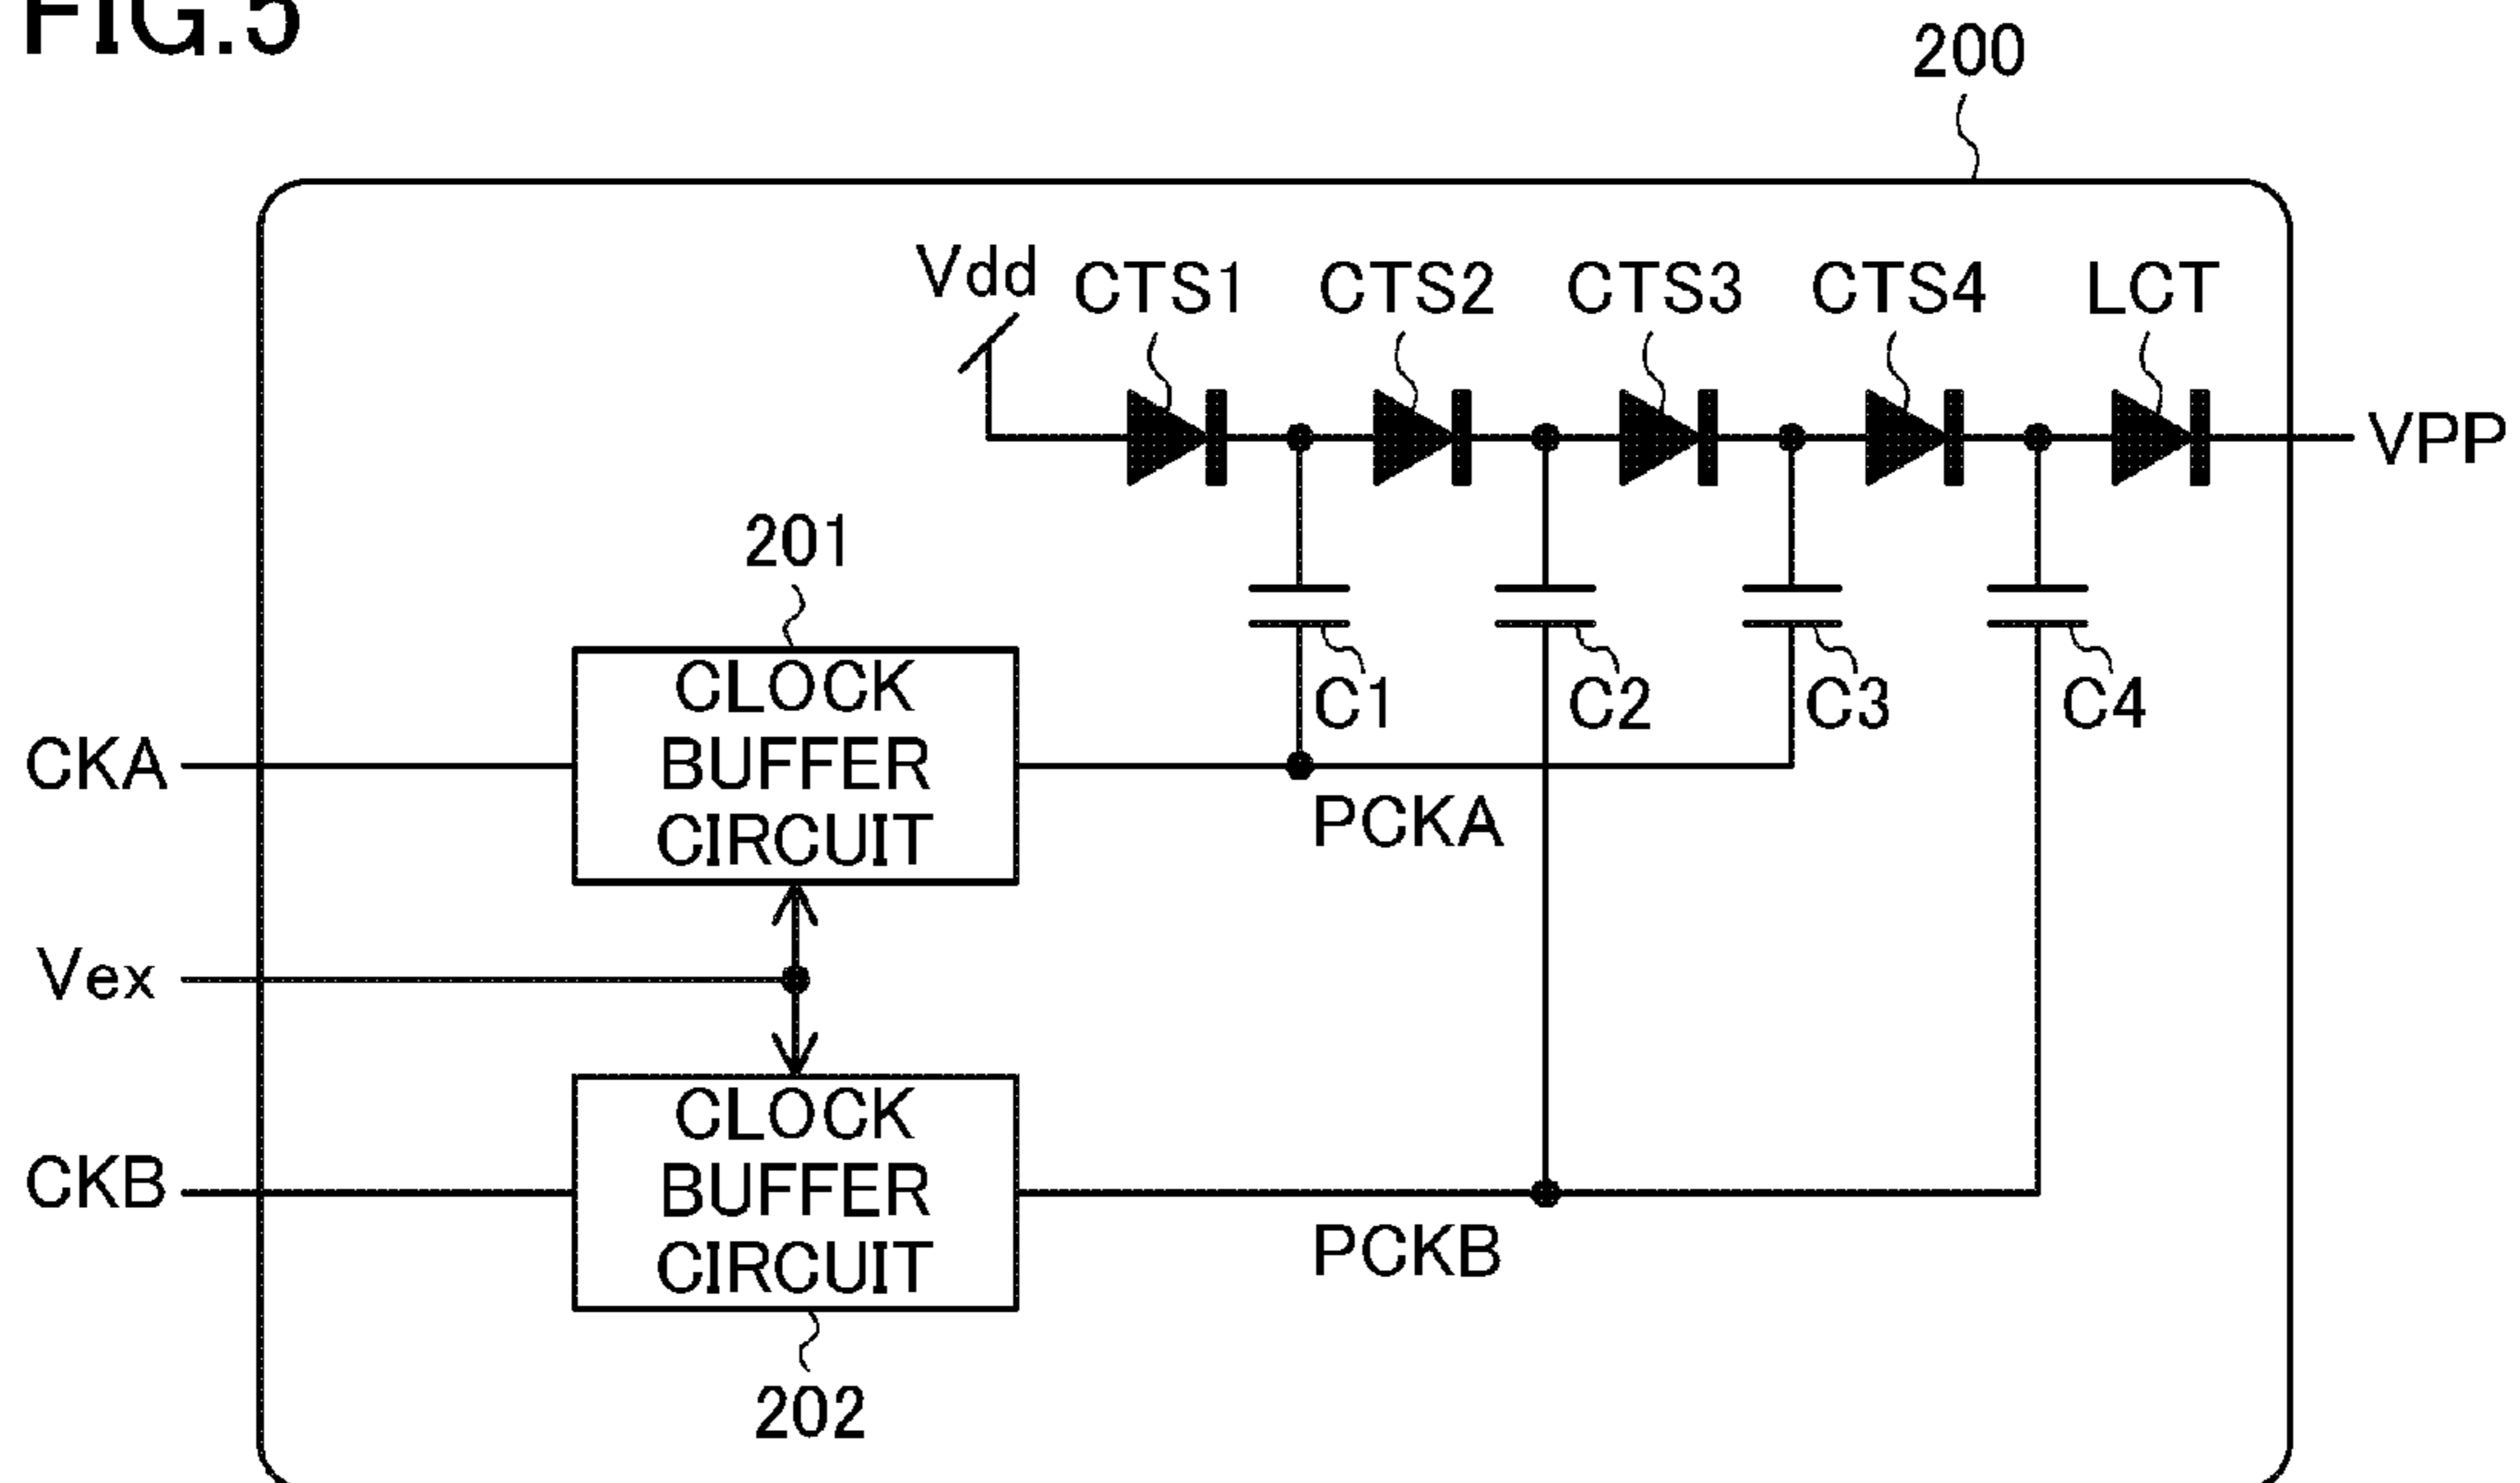 FIG.5
200
Vdd CTS1 CTS2 CTS3 CTS4 LCT
VPP
201
C1 C2 C3 C4
CLOCK
BUFFER
CIRCUIT
CKA
PCKA
Vex
CLOCK
BUFFER
CIRCUIT
CKB
PCKB
202